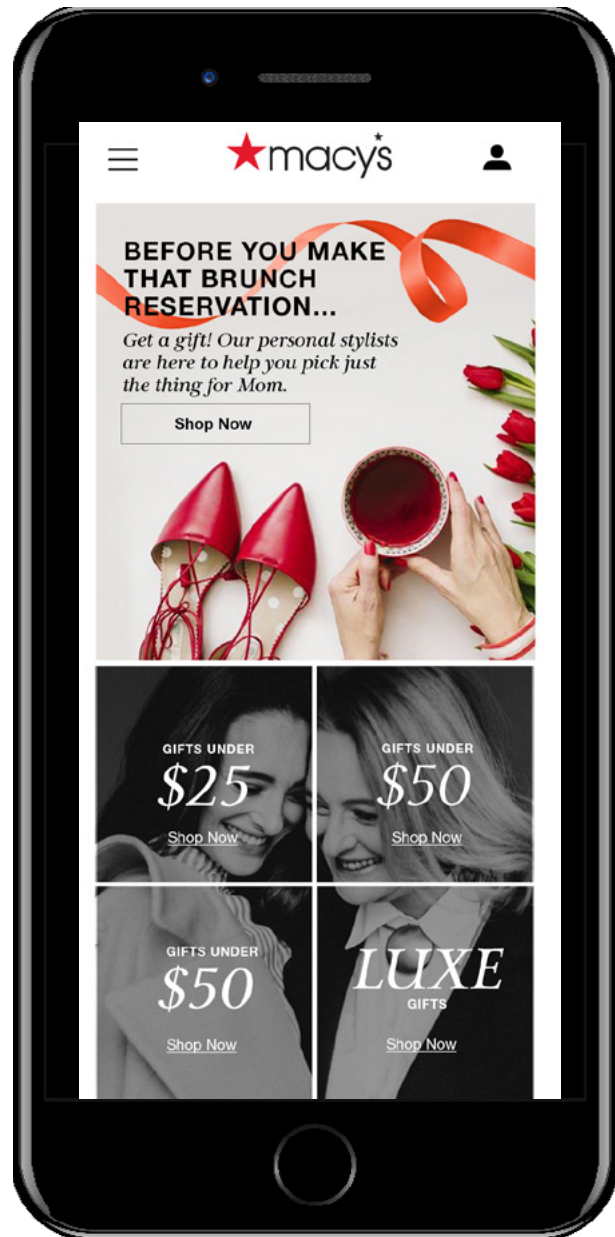 macy's
BEFORE YOU MAKE
THAT BRUNCH
RESERVATION...
Get a gift! Our personal stylists
are here to help you pick just
the thing for Mom.
Shop Now
GIFTS UNDER
$25
Shop Now
GIFTS UNDER
$50
Shop Now
GIFTS UNDER
$50
Shop Now
LUXE
GIFTS
Shop Now